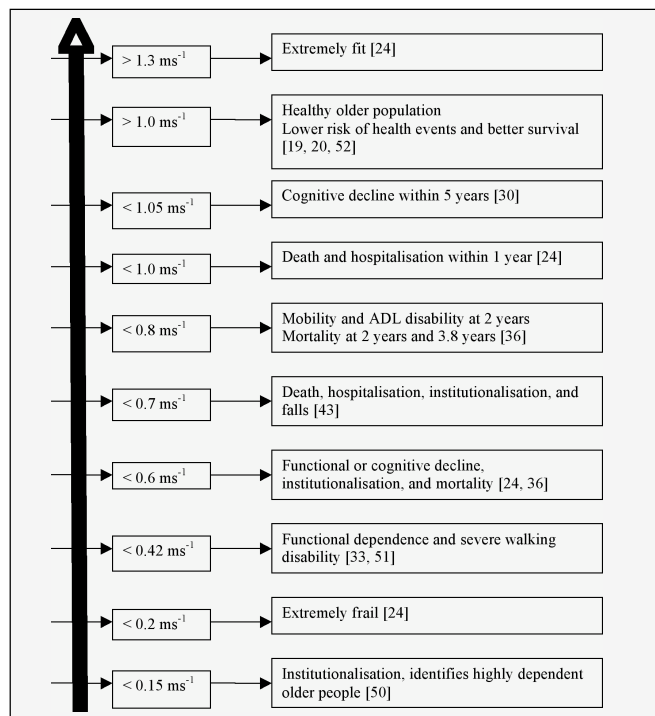 > 1.3 ms⁻¹
Extremely fit [24]
> 1.0 ms⁻¹
Healthy older population
Lower risk of health events and better survival
[19, 20, 52]
< 1.05 ms⁻¹
Cognitive decline within 5 years [30]
< 1.0 ms⁻¹
Death and hospitalisation within 1 year [24]
< 0.8 ms⁻¹
Mobility and ADL disability at 2 years
Mortality at 2 years and 3.8 years [36]
< 0.7 ms⁻¹
Death, hospitalisation, institutionalisation, and
falls [43]
< 0.6 ms⁻¹
Functional or cognitive decline,
institutionalisation, and mortality [24, 36]
< 0.42 ms⁻¹
Functional dependence and severe walking
disability [33, 51]
< 0.2 ms⁻¹
Extremely frail [24]
< 0.15 ms⁻¹
Institutionalisation, identifies highly dependent
older people [50]